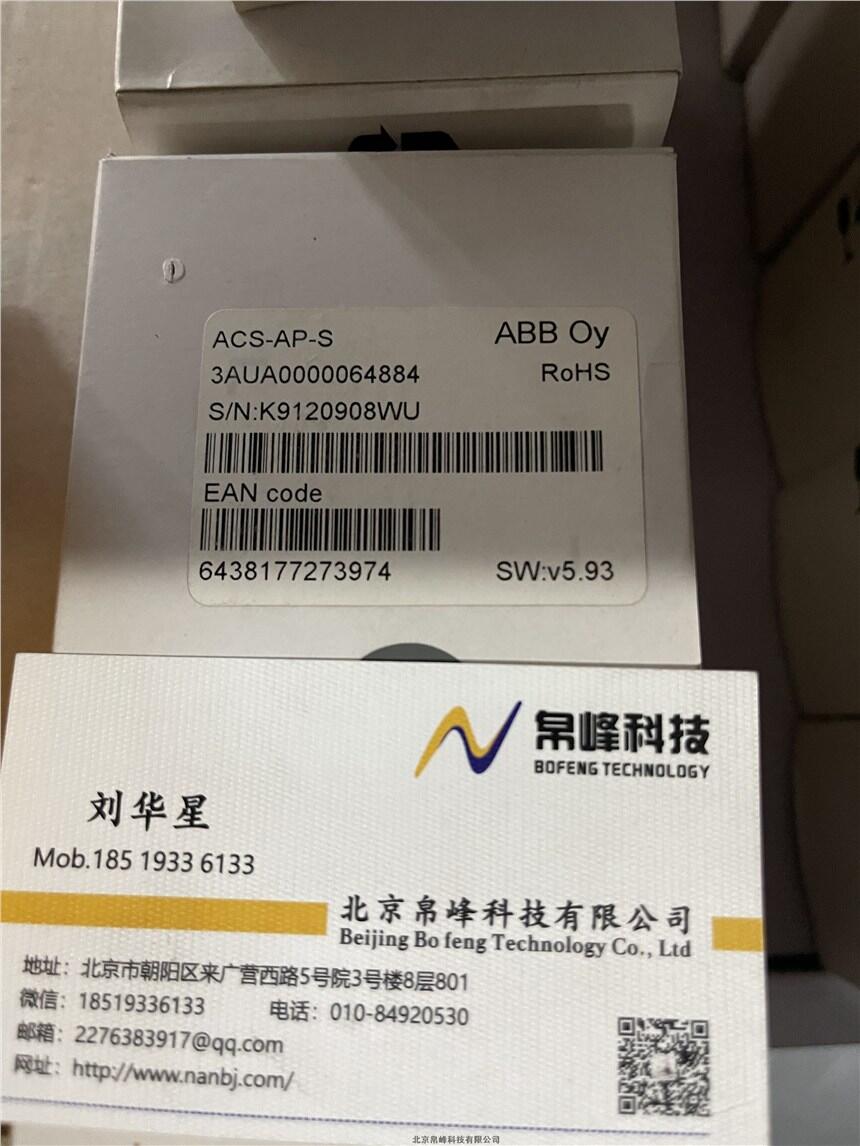 ACS-AP-S
ABB Oy
3AUA0000064884
RoHS
S/N:K9120908WU
EAN code
6438177273974
SW:v5.93
帛峰科技
BOFENG TECHNOLOGY
刘华星
Mob.185 1933 6133
北京帛峰科技有限公司
Beijing Bo feng Technology Co., Ltd
地址：北京市朝阳区来广营西路5号院3号楼8层801
微信：18519336133 电话：010-84920530
邮箱：2276383917@qq.com
网址：http://www.nanbj.com/
北京帛峰科技有限公司